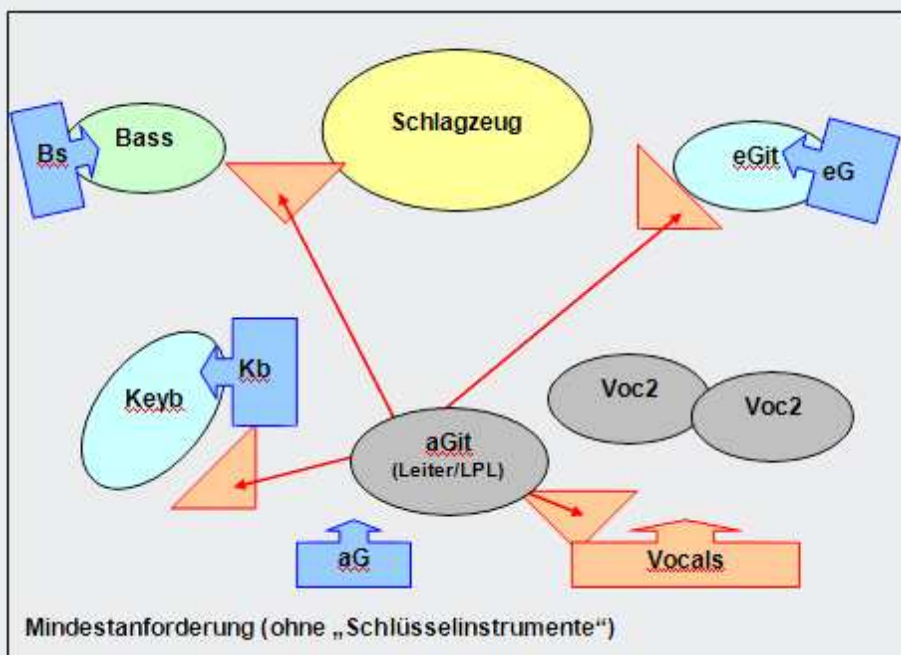 Schlagzeug
Bass
Bs
eGit
eG
Kb
Keyb
Voc2
Voc2
aGit
(Leiter/LPL)
aG
Vocals
Mindestanforderung (ohne „Schlüsselinstrumente“)